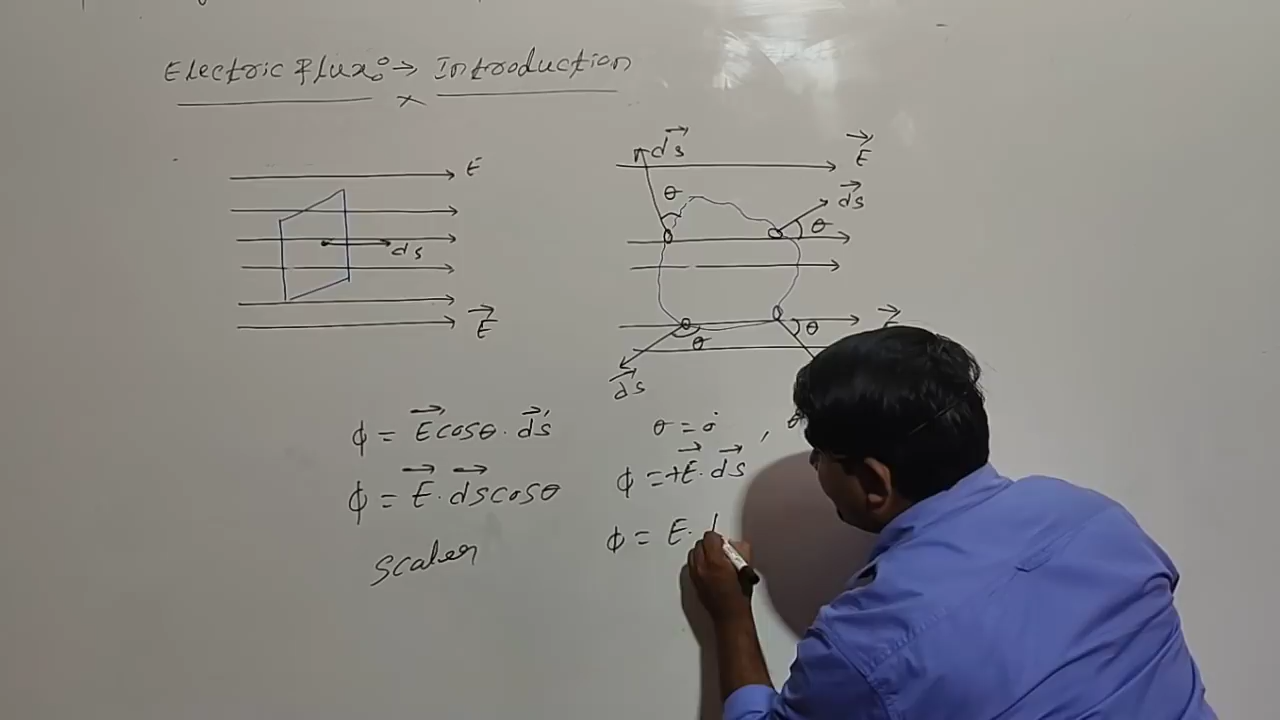 Electric Flux :→ Introduction
x
E
ds
E
ds
E
θ
ds
θ
E
θ
θ
ds
ϕ = E cosθ · ds
ϕ = E · ds cosθ
Scaler
θ = 0° , θ
ϕ = +E · ds
ϕ = E ·